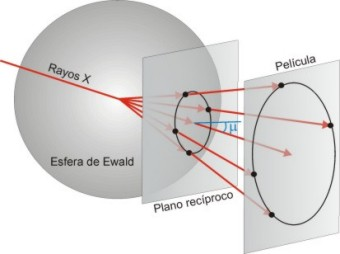 Rayos X
Película
μ
Esfera de Ewald
Plano recíproco